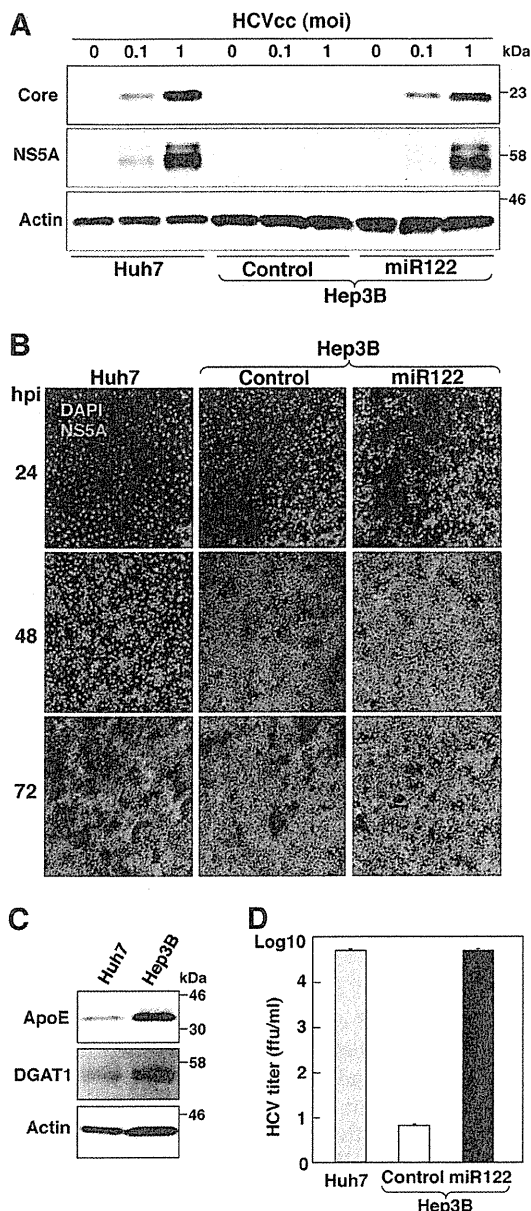 A
HCVcc (moi)
0 0.1 1 0 0.1 1 0 0.1 1 kDa
Core
23
NS5A
58
46
Actin
Huh7 Control miR122
Hep3B
B
Hep3B
Huh7 Control miR122
hpi
DAPI
NS5A
24
48
72
C
Huh7 Hep3B
kDa
46
ApoE
30
58
DGAT1
46
Actin
D
Log10
4
3
2
1
0
HCV titer (ffu/ml)
Huh7 Control miR122
Hep3B